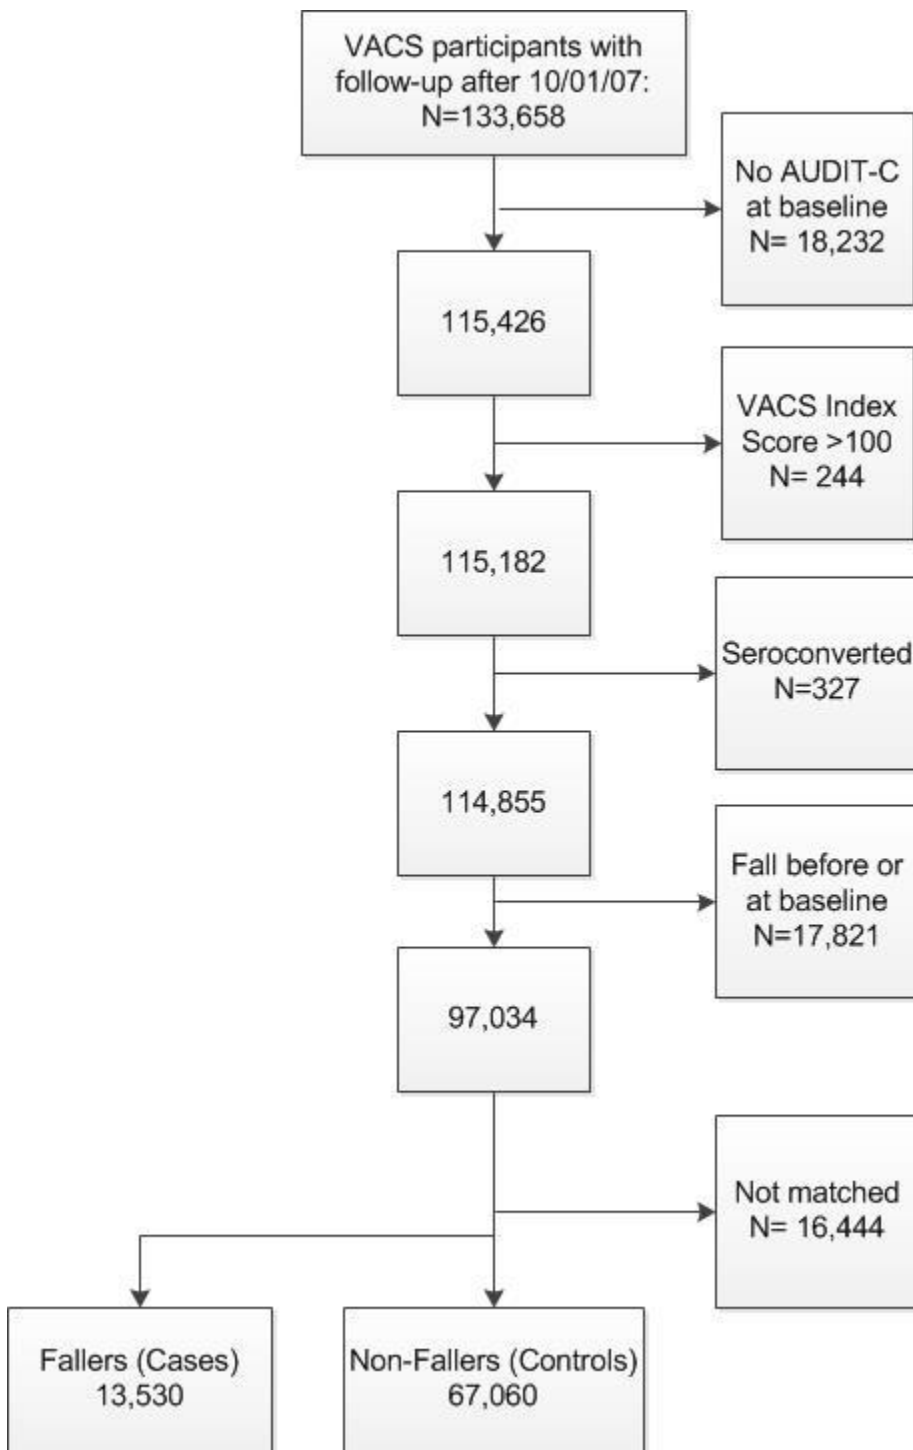 VACS participants with
follow-up after 10/01/07:
N=133,658
No AUDIT-C
at baseline
N= 18,232
115,426
VACS Index
Score >100
N= 244
115,182
Seroconverted
N=327
114,855
Fall before or
at baseline
N=17,821
97,034
Not matched
N= 16,444
Fallers (Cases)
13,530
Non-Fallers (Controls)
67,060